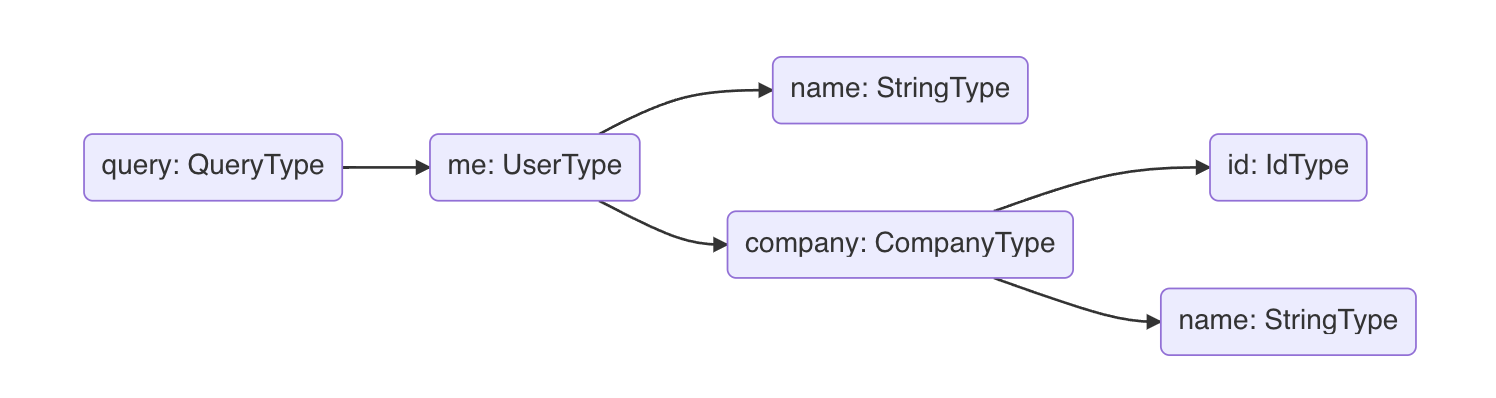 query: QueryType
me: UserType
name: StringType
company: CompanyType
id: IdType
name: StringType